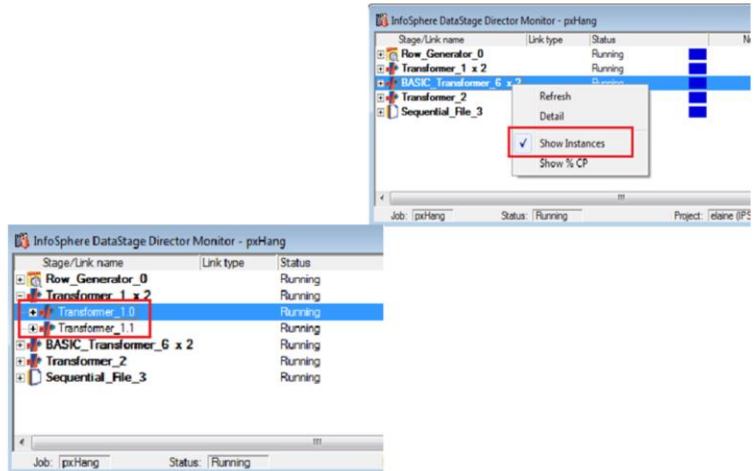 InfoSphere DataStage Director Monitor - pxHang
Stage/Link name Link type Status
Row_Generator_0 Running
Transformer_1 x 2 Running
BASIC_Transformer_6 x 2 Running
Transformer_2 Running
Sequential_File_3 Running
Refresh
Detail
Show Instances
Show % CP
Job: pxHang Status: Running Project: elaine
InfoSphere DataStage Director Monitor - pxHang
Stage/Link name Link type Status
Row_Generator_0 Running
Transformer_1 x 2 Running
Transformer_1.0 Running
Transformer_1.1 Running
BASIC_Transformer_6 x 2 Running
Transformer_2 Running
Sequential_File_3 Running
Job: pxHang Status: Running